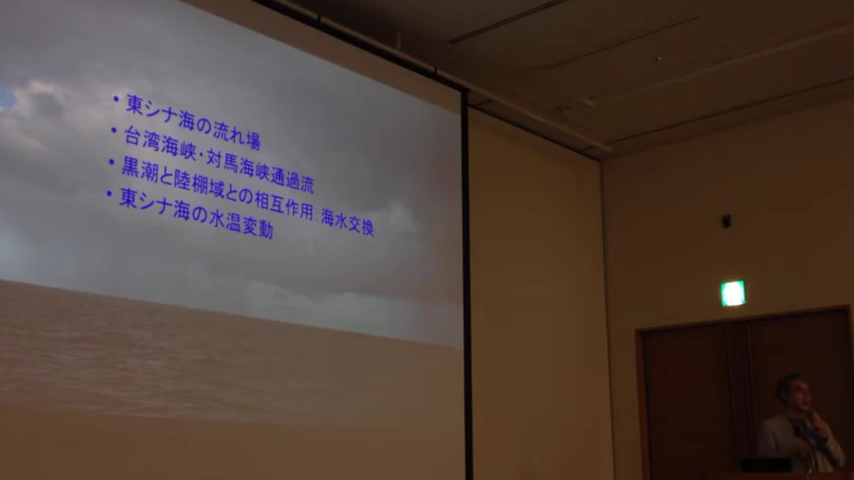 ・東シナ海の流れ場
・台湾海峡・対馬海峡通過流
・黒潮と陸棚域との相互作用:海水交換
・東シナ海の水温変動